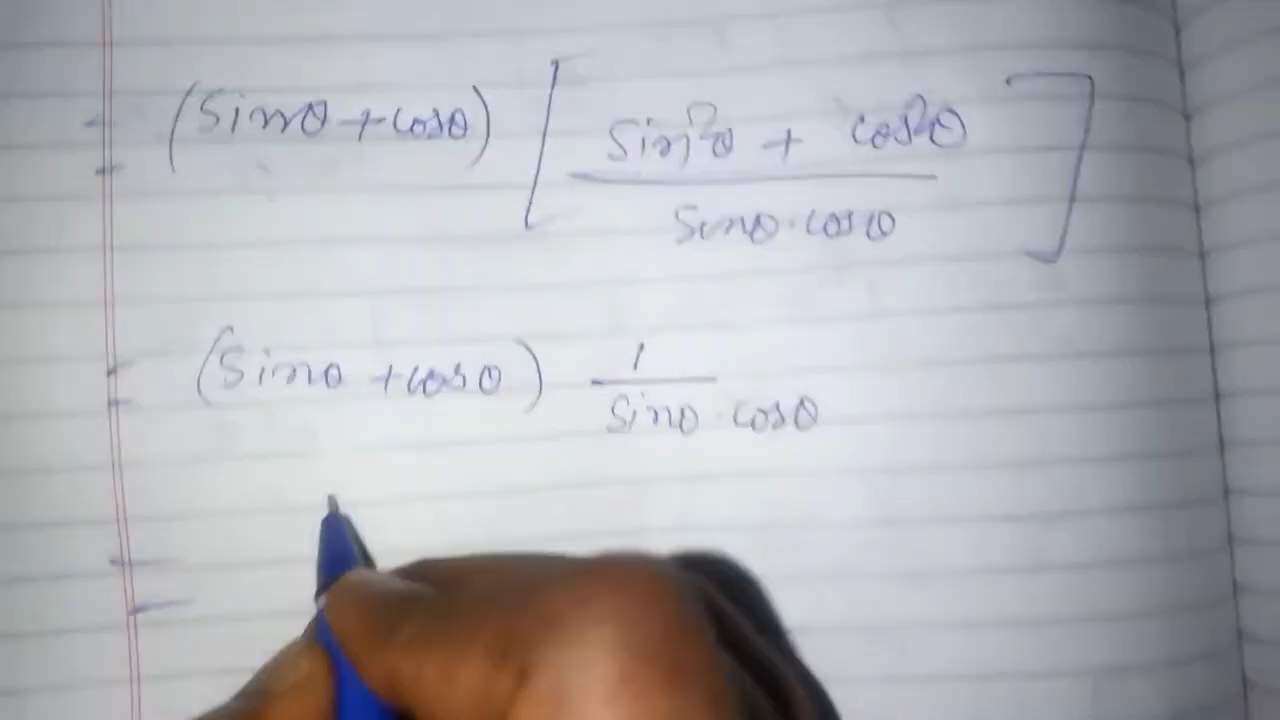 = (sinθ + cosθ) [ (sin²θ + cos²θ) / (sinθ · cosθ) ]
= (sinθ + cosθ) 1 / (sinθ · cosθ)
=